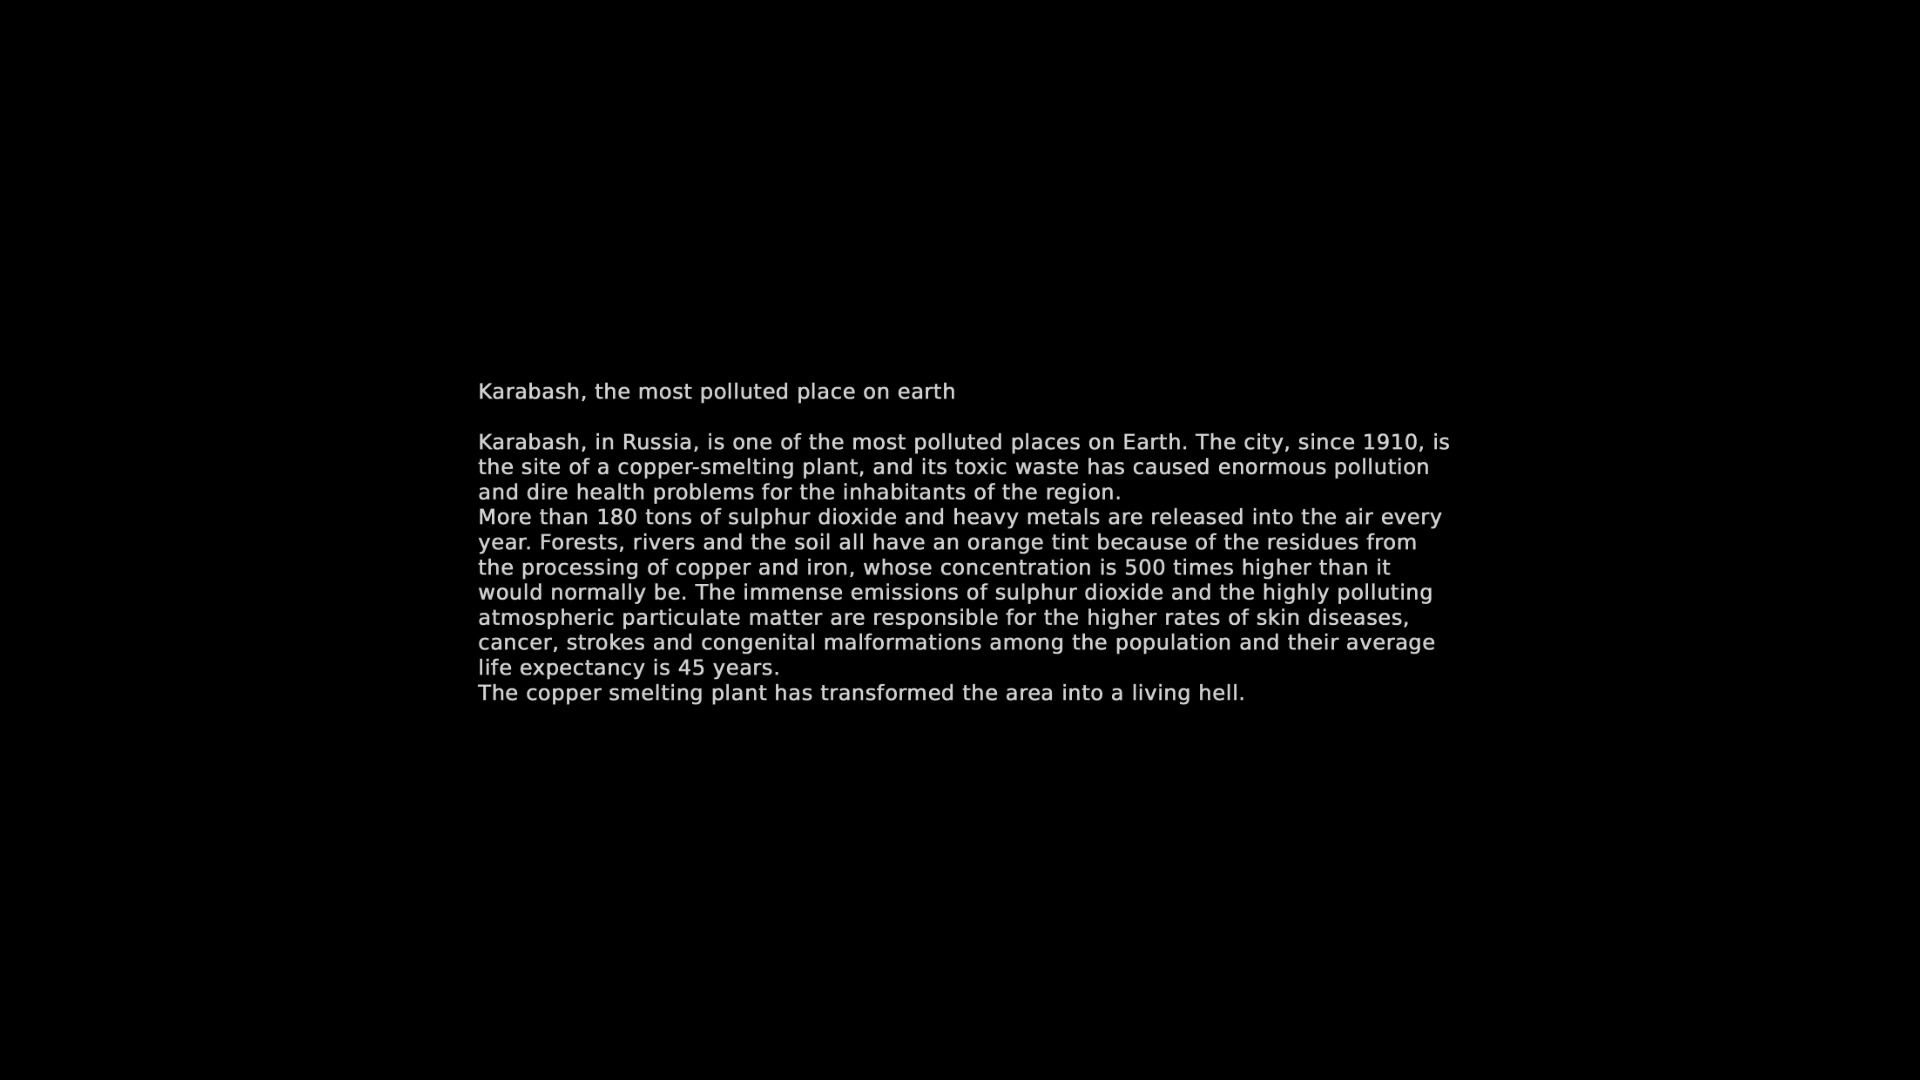 Karabash, the most polluted place on earth
Karabash, in Russia, is one of the most polluted places on Earth. The city, since 1910, is
the site of a copper-smelting plant, and its toxic waste has caused enormous pollution
and dire health problems for the inhabitants of the region.
More than 180 tons of sulphur dioxide and heavy metals are released into the air every
year. Forests, rivers and the soil all have an orange tint because of the residues from
the processing of copper and iron, whose concentration is 500 times higher than it
would normally be. The immense emissions of sulphur dioxide and the highly polluting
atmospheric particulate matter are responsible for the higher rates of skin diseases,
cancer, strokes and congenital malformations among the population and their average
life expectancy is 45 years.
The copper smelting plant has transformed the area into a living hell.